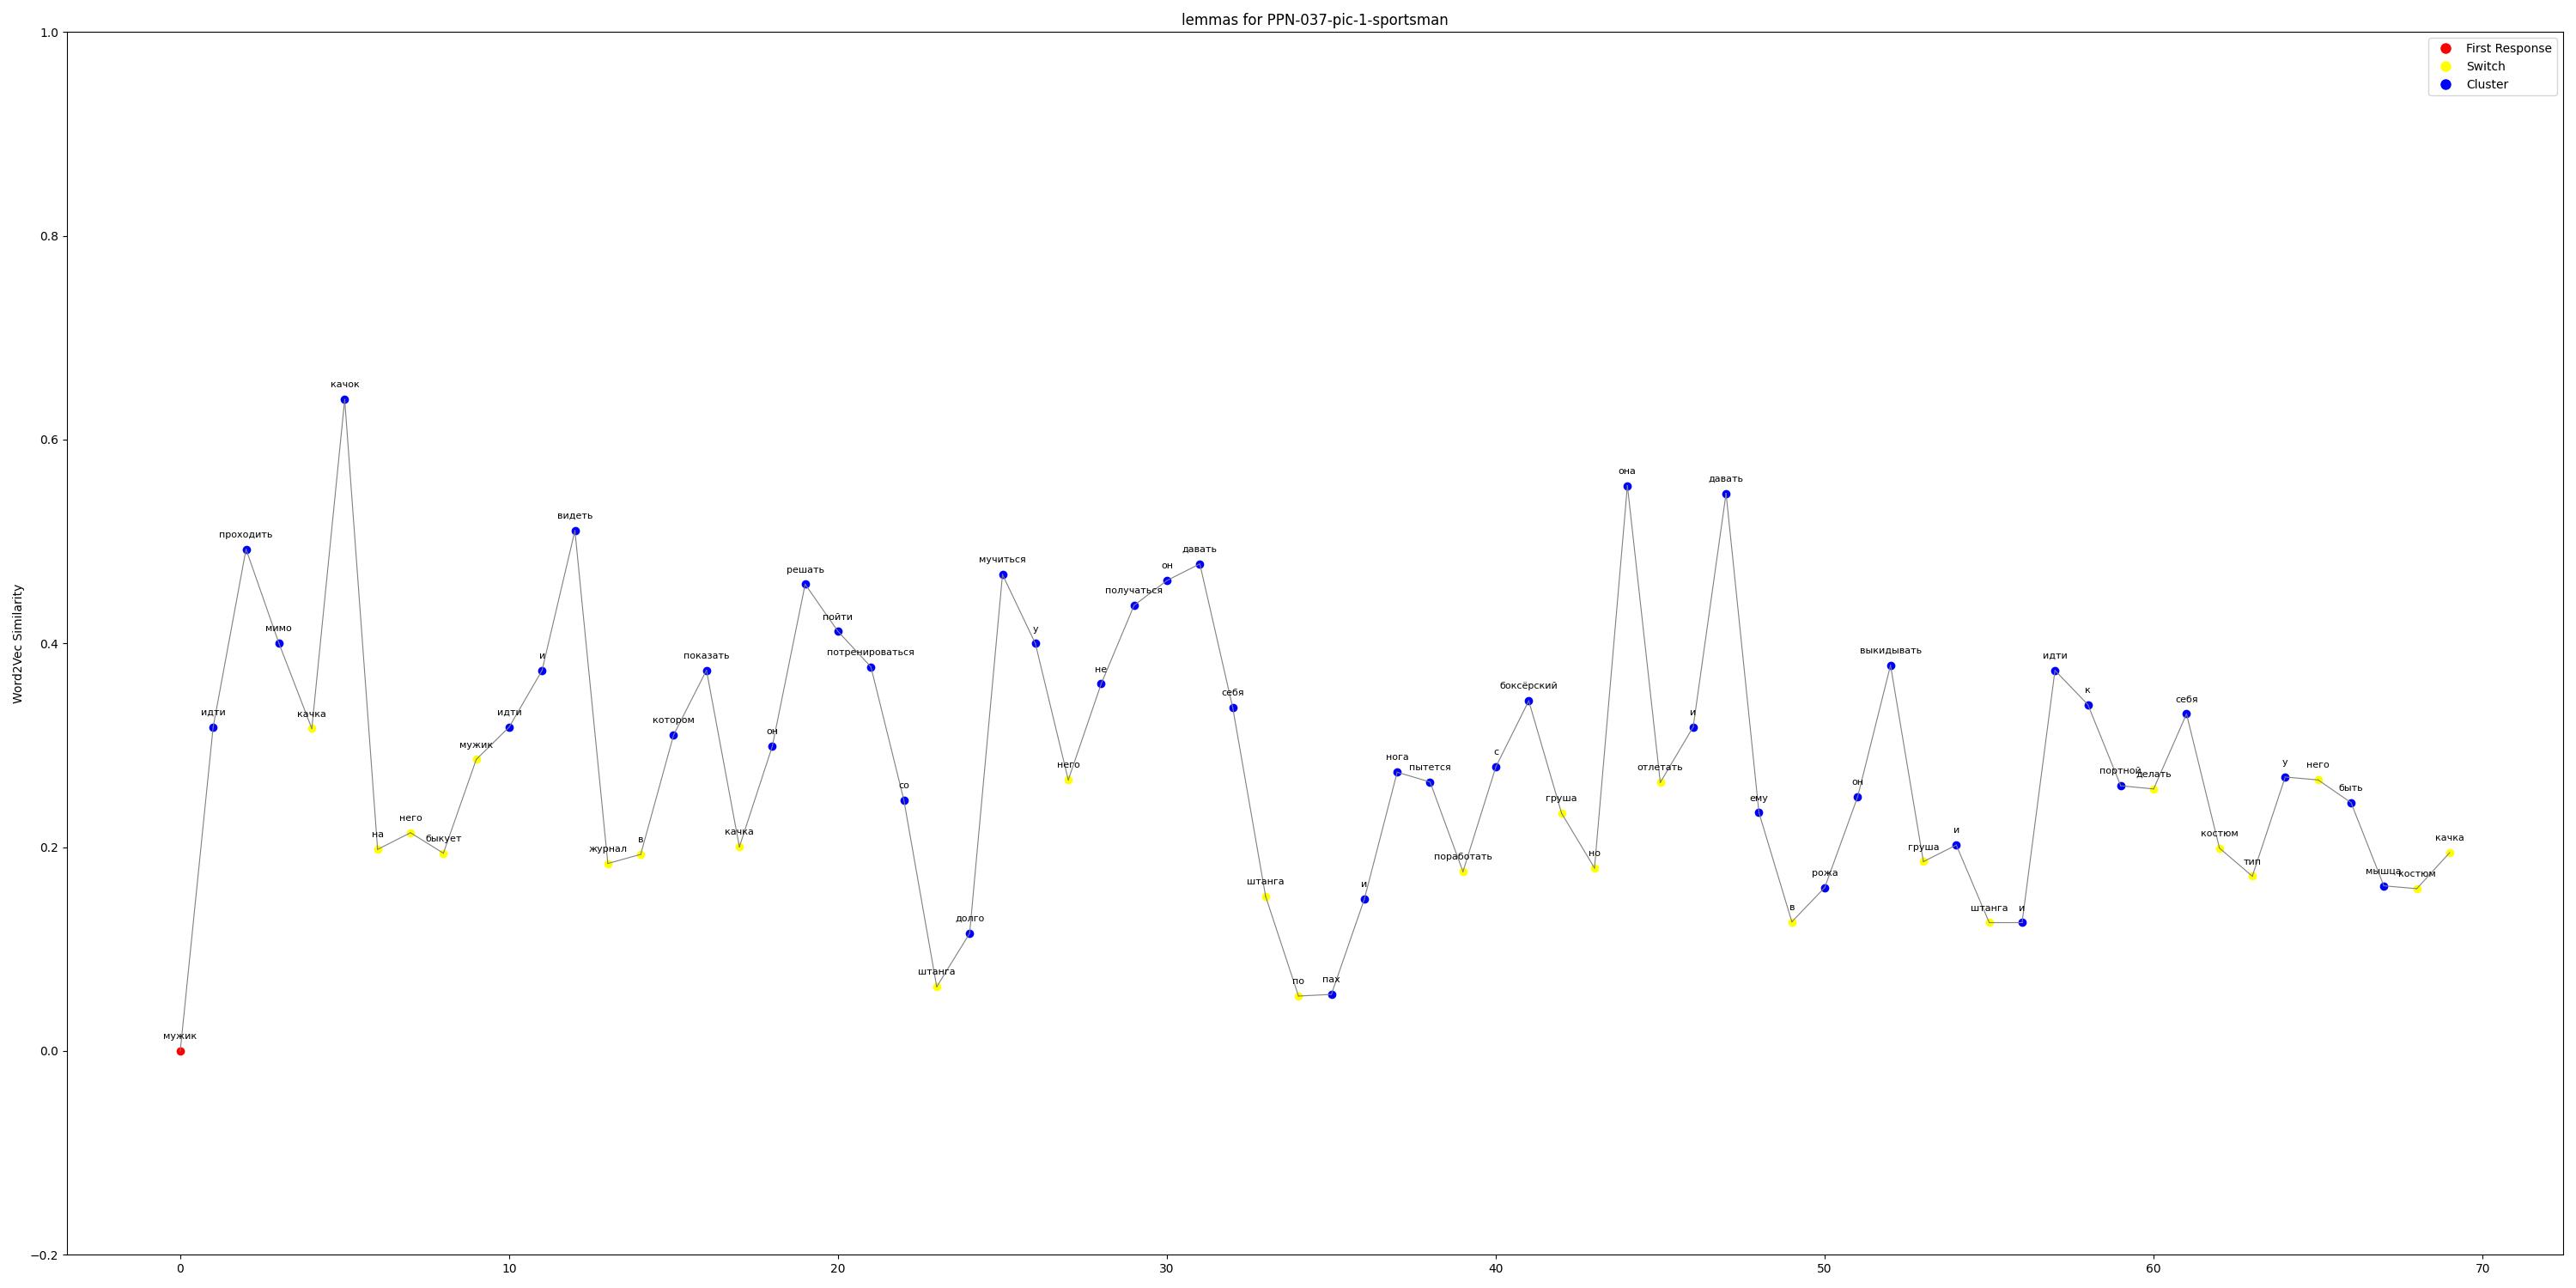 lemmas for PPN-037-pic-1-sportsman
1.0
0.8
0.6
0.4
0.2
0.0
−0.2
Word2Vec Similarity
First Response
Switch
Cluster
мужик
идти
проходить
мимо
качка
качок
на
него
быкует
мужик
идти
и
видеть
журнал
в
котором
показать
качка
он
решать
пойти
потренироваться
со
штанга
долго
мучиться
у
него
не
получаться
он
давать
себя
штанга
по
пах
и
нога
пытется
поработать
с
боксёрский
груша
но
она
отлетать
и
давать
ему
в
рожа
он
выкидывать
груша
и
штанга
и
идти
к
портной
делать
себя
костюм
тип
у
него
быть
мышца
костюм
качка
0
10
20
30
40
50
60
70